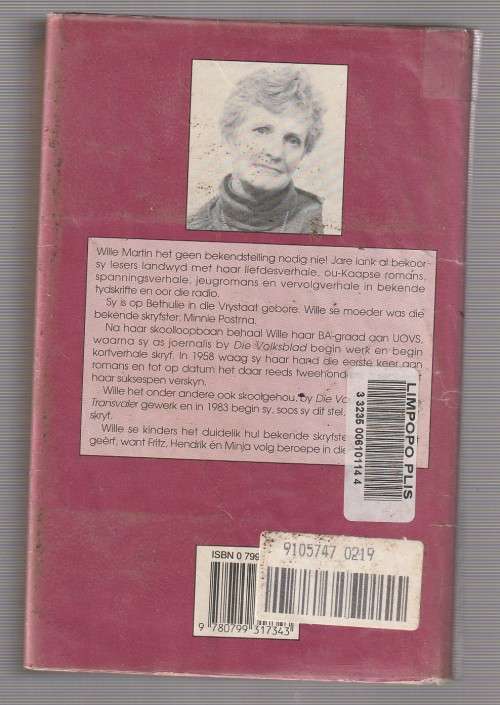 Wille Martin het geen bekendstelling nodig nie! Jare lank al bekoor
sy lesers landwyd met haar liefdesverhale, ou-Kaapse romans,
spanningsverhale, jeugromans en vervolgverhale in bekende
tydskrifte en oor die radio.
Sy is op Bethulie in die Vrystaat gebore. Wille se moeder was die
bekende skryfster, Minnie Postma.
Na haar skoolloopbaan behaal Wille haar BA-graad aan UOVS,
waarna sy as joernalis by Die Volksblad begin werk en begin
kortverhale skryf. In 1958 waag sy haar hand die eerste keer aan
romans en tot op datum het daar reeds tweehond
haar suksespen verskyn.
Wille het onder andere ook skoolgehou, by Die Vo
Transvaler gewerk en in 1983 begin sy, soos sy dit stel,
skryf.
Wille se kinders het duidelik hul bekende skryfste
geërf, want Fritz, Hendrik én Minja volg beroepe in die
LIMPOPO PLIS
3 3235 00610114 4
9105747 0219
ISBN 0 799
9 780799 317343